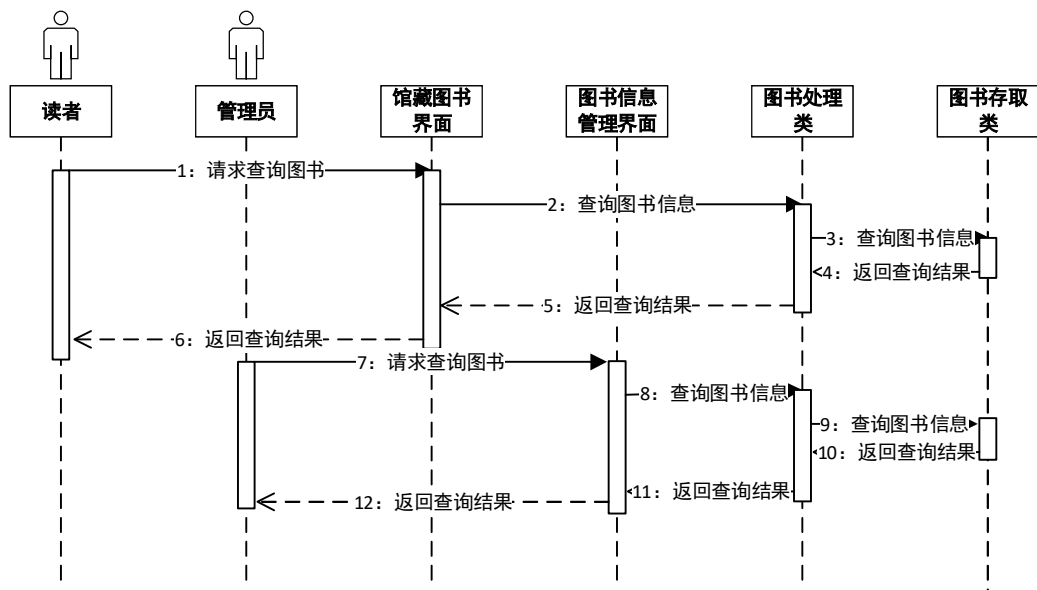 读者
管理员
馆藏图书
界面
图书信息
管理界面
图书处理
类
图书存取
类
1：请求查询图书
2：查询图书信息
3：查询图书信息
4：返回查询结果
5：返回查询结果
6：返回查询结果
7：请求查询图书
8：查询图书信息
9：查询图书信息
10：返回查询结果
11：返回查询结果
12：返回查询结果